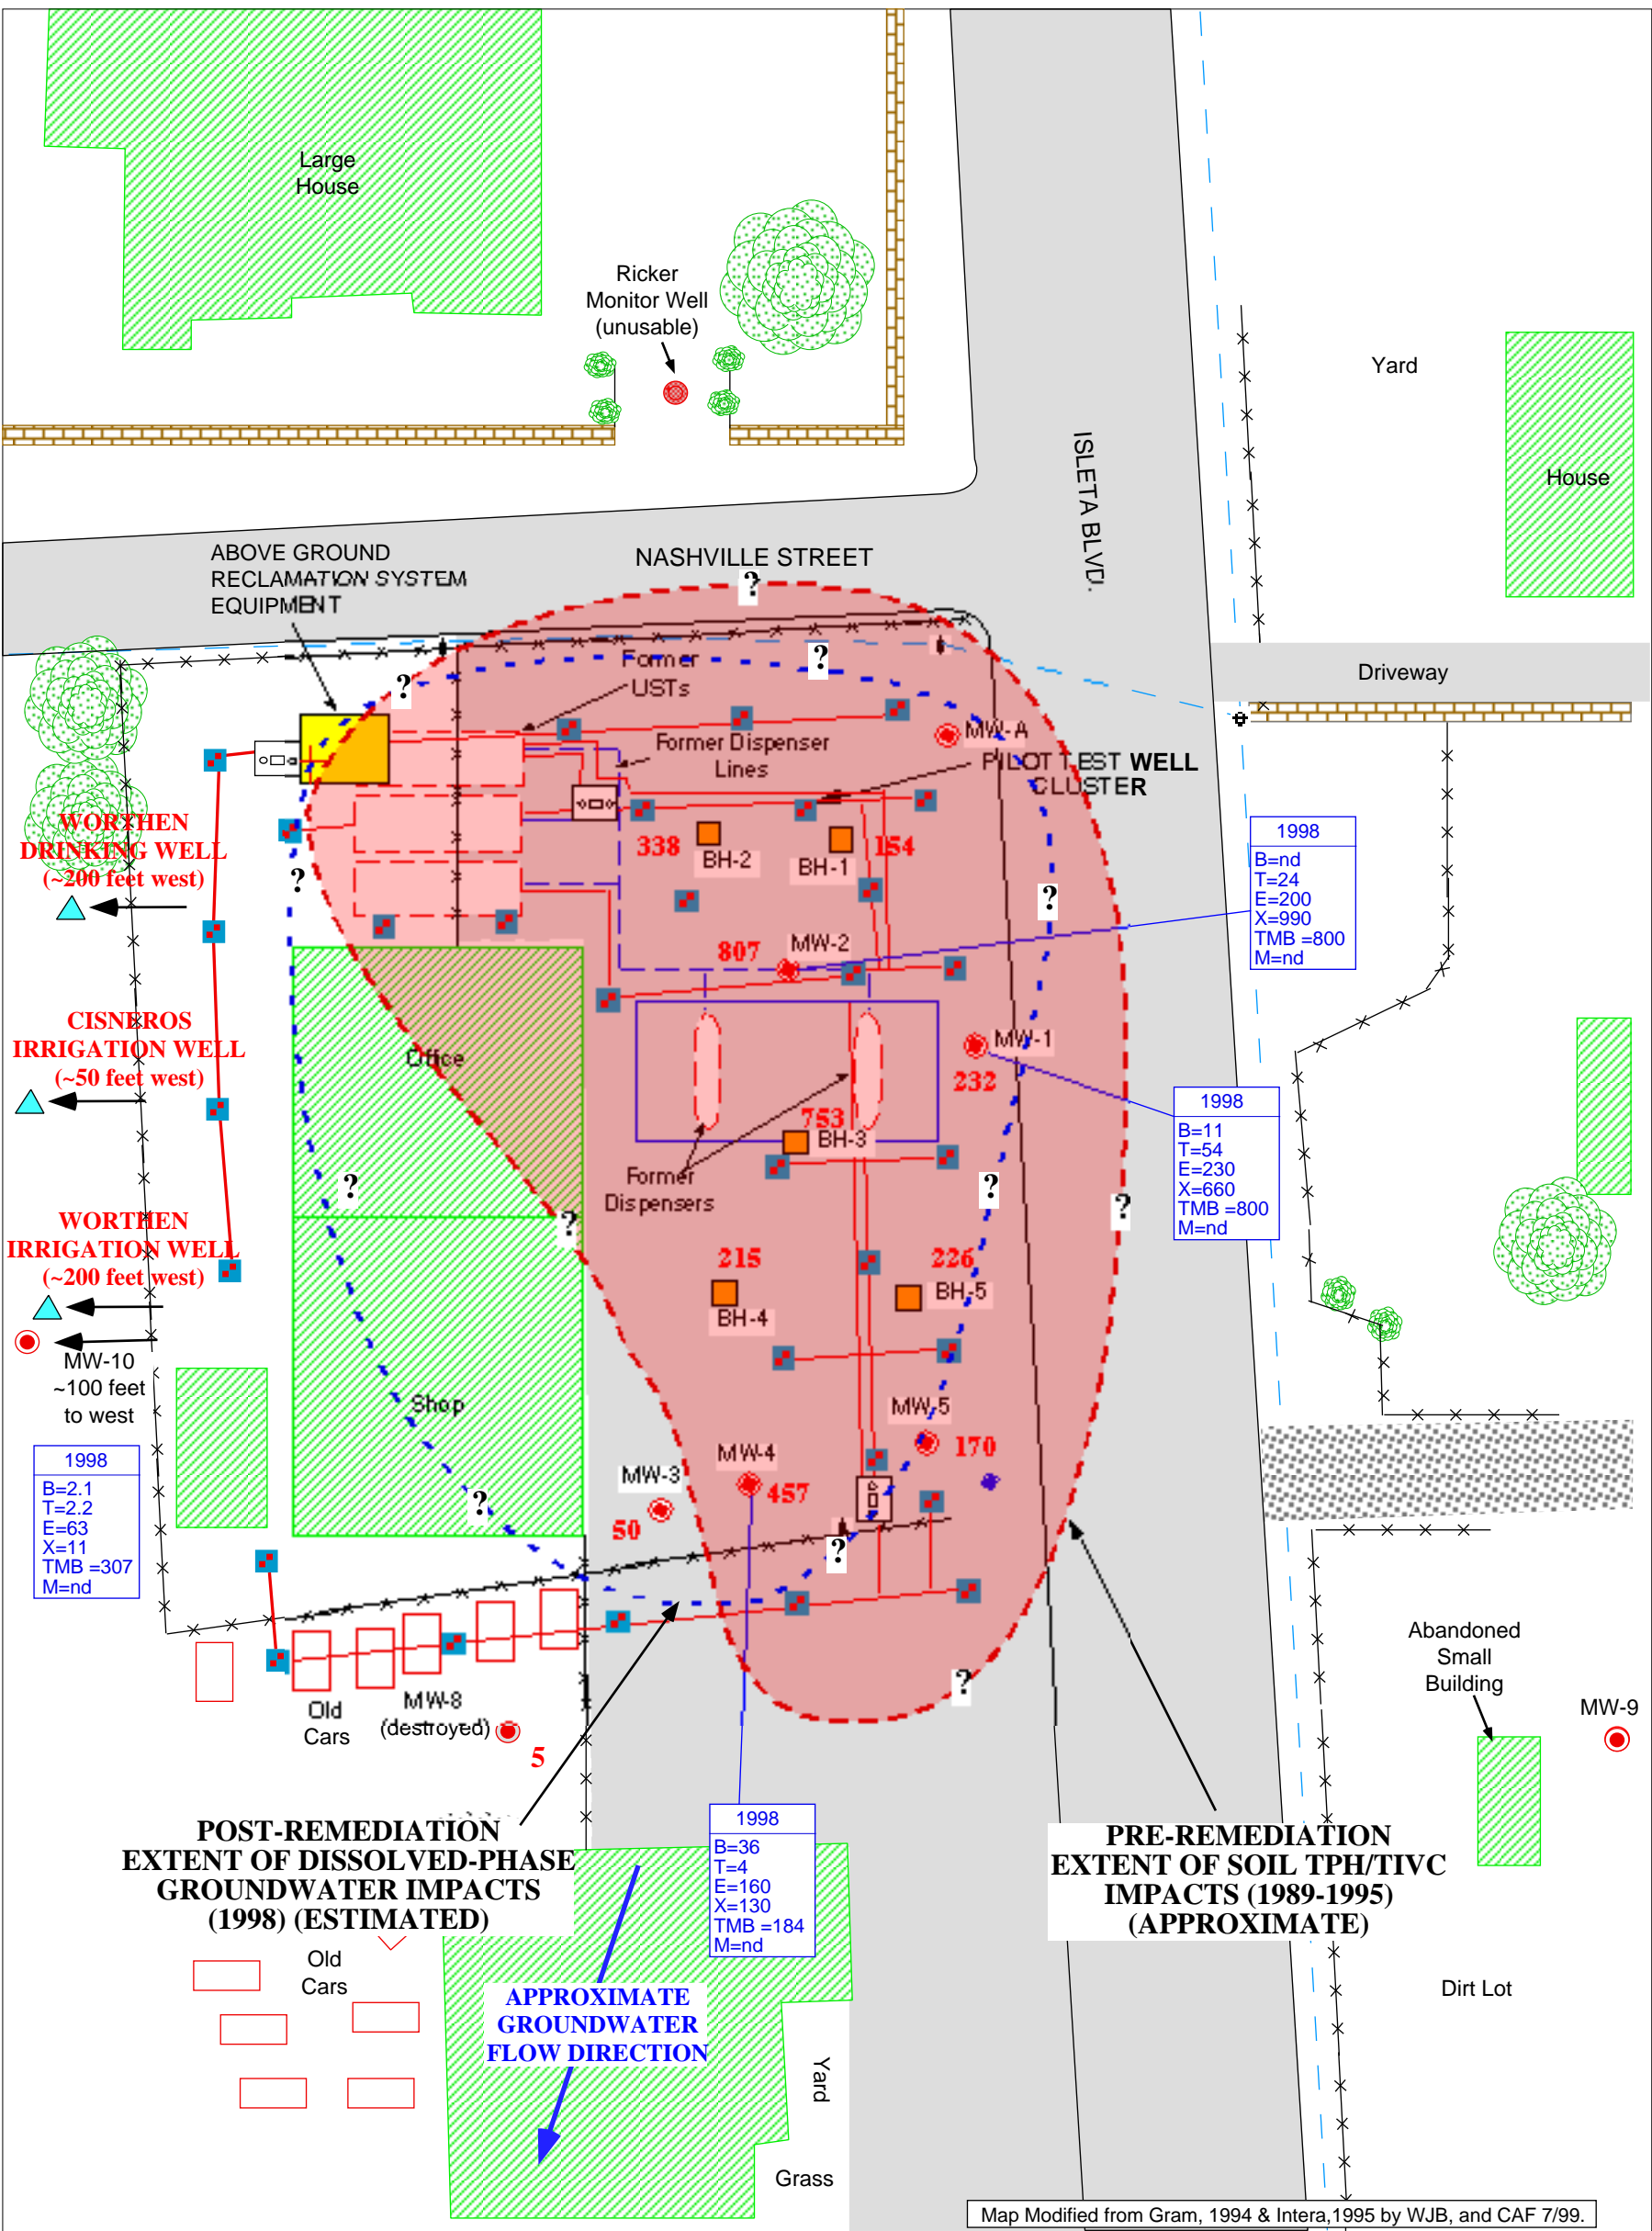 Large
House
Ricker
Monitor Well
(unusable)
Yard
House
ISLETA BLVD.
NASHVILLE STREET
ABOVE GROUND
RECLAMATION SYSTEM
EQUIPMENT
?
Driveway
Former
USTs
?
?
MW-A
Former Dispenser
Lines
PILOT TEST WELL
CLUSTER
WORTHEN
DRINKING WELL
(~200 feet west)
338
BH-2
BH-1
154
?
?
1998
B=nd
T=24
E=200
X=990
TMB =800
M=nd
807
MW-2
CISNEROS
IRRIGATION WELL
(~50 feet west)
Office
MW-1
232
1998
B=11
T=54
E=230
X=660
TMB =800
M=nd
753
BH-3
Former
Dispensers
?
?
?
?
WORTHEN
IRRIGATION WELL
(~200 feet west)
215
226
BH-4
BH-5
MW-10
~100 feet
to west
Shop
MW-5
170
MW-4
457
MW-3
50
?
?
1998
B=2.1
T=2.2
E=63
X=11
TMB =307
M=nd
Abandoned
Small
Building
MW-9
?
Old
Cars
MW-8
(destroyed)
5
POST-REMEDIATION
EXTENT OF DISSOLVED-PHASE
GROUNDWATER IMPACTS
(1998) (ESTIMATED)
1998
B=36
T=4
E=160
X=130
TMB =184
M=nd
PRE-REMEDIATION
EXTENT OF SOIL TPH/TIVC
IMPACTS (1989-1995)
(APPROXIMATE)
Old
Cars
APPROXIMATE
GROUNDWATER
FLOW DIRECTION
Dirt Lot
Yard
Grass
Map Modified from Gram, 1994 & Intera,1995 by WJB, and CAF 7/99.